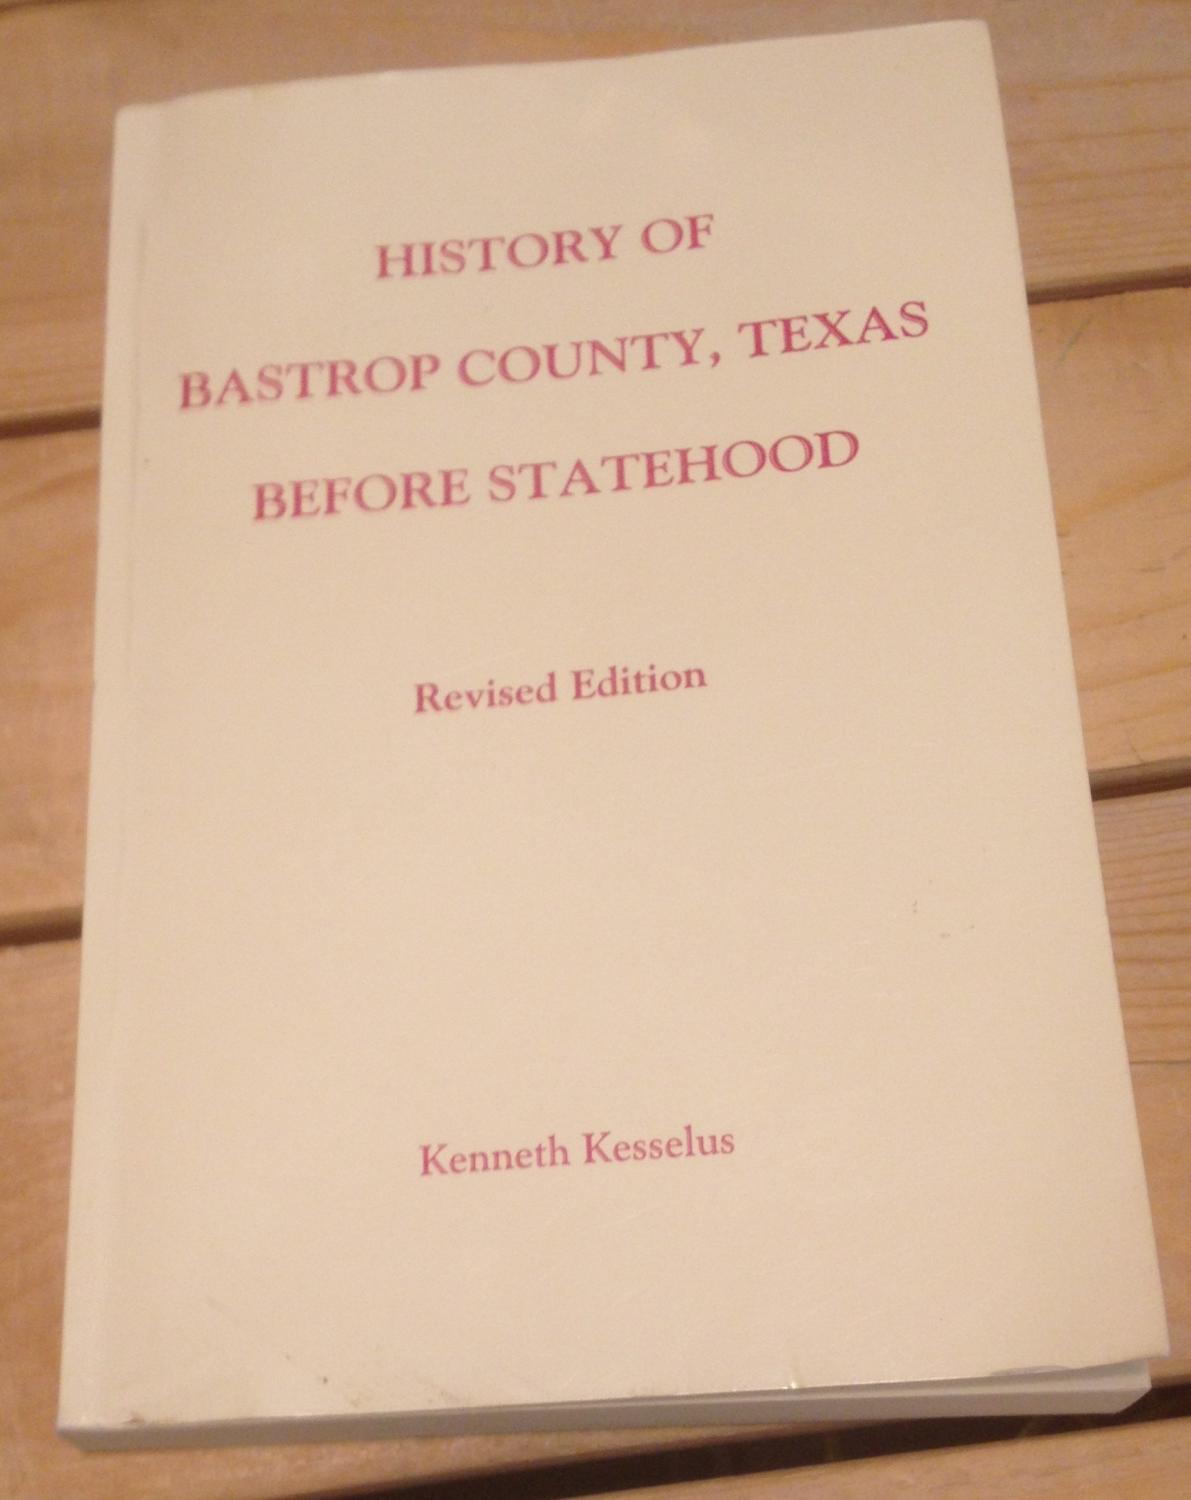 HISTORY OF
BASTROP COUNTY, TEXAS
BEFORE STATEHOOD
Revised Edition
Kenneth Kesselus